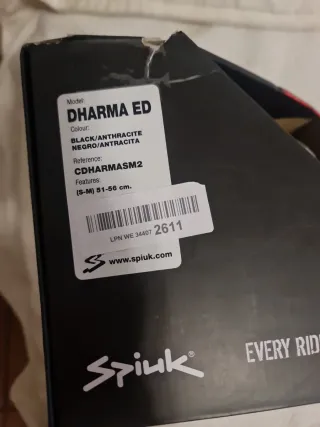 Model:
DHARMA ED
Colour:
BLACK/ANTHRACITE
NEGRO/ANTRACITA
Reference:
CDHARMASM2
Features:
(S-M) 51-56 cm.
LPN WE 34407 2611
www.spiuk.com
Spiuk®
EVERY RID